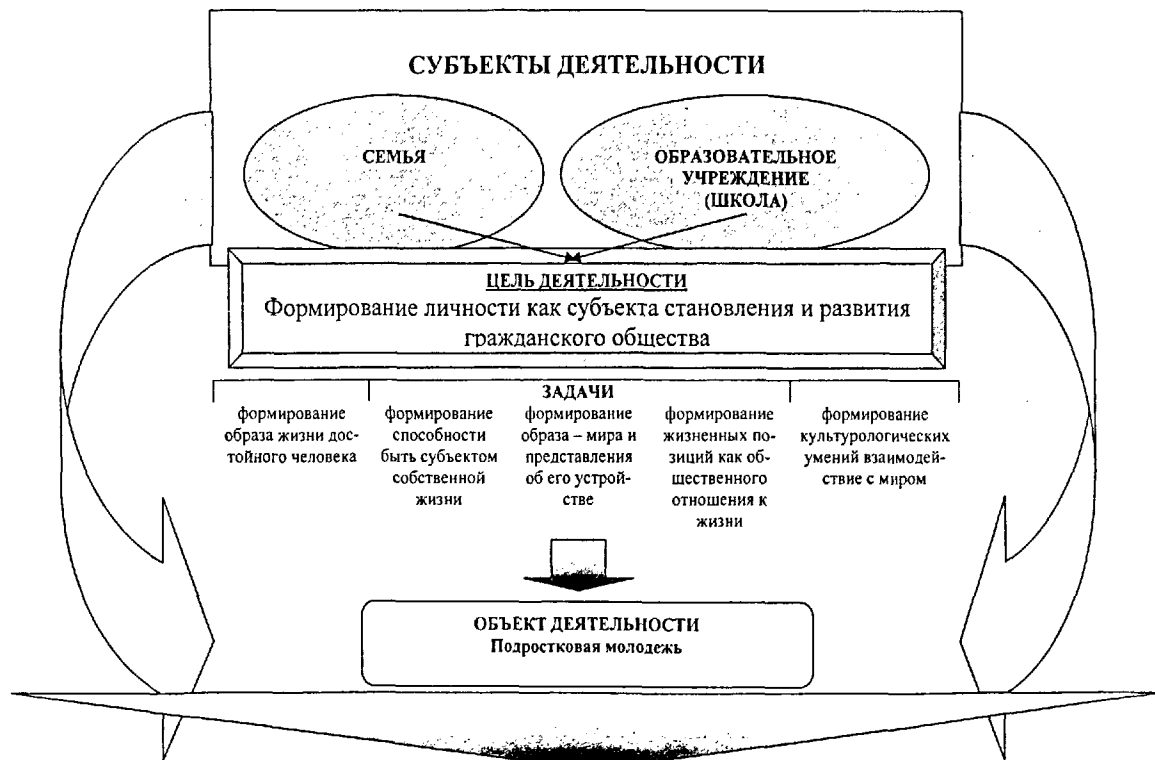 СУБЪЕКТЫ ДЕЯТЕЛЬНОСТИ
СЕМЬЯ
ОБРАЗОВАТЕЛЬНОЕ
УЧРЕЖДЕНИЕ
(ШКОЛА)
ЦЕЛЬ ДЕЯТЕЛЬНОСТИ
Формирование личности как субъекта становления и развития
гражданского общества
ЗАДАЧИ
формирование
образа жизни дос-
тойного человека
формирование
способности
быть субъектом
собственной
жизни
формирование
образа – мира и
представления
об его устрой-
стве
формирование
жизненных по-
зиций как об-
щественного
отношения к
жизни
формирование
культурологических
умений взаимодей-
ствие с миром
ОБЪЕКТ ДЕЯТЕЛЬНОСТИ
Подростковая молодежь